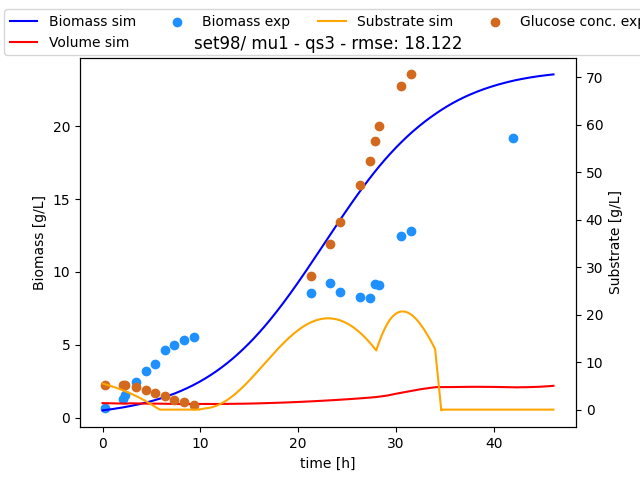 Biomass sim Biomass exp Substrate sim Glucose conc. exp
Volume sim
set98/ mu1 - qs3 - rmse: 18.122
Biomass [g/L]
0 5 10 15 20
Substrate [g/L]
0 10 20 30 40 50 60 70
0 10 20 30 40
time [h]